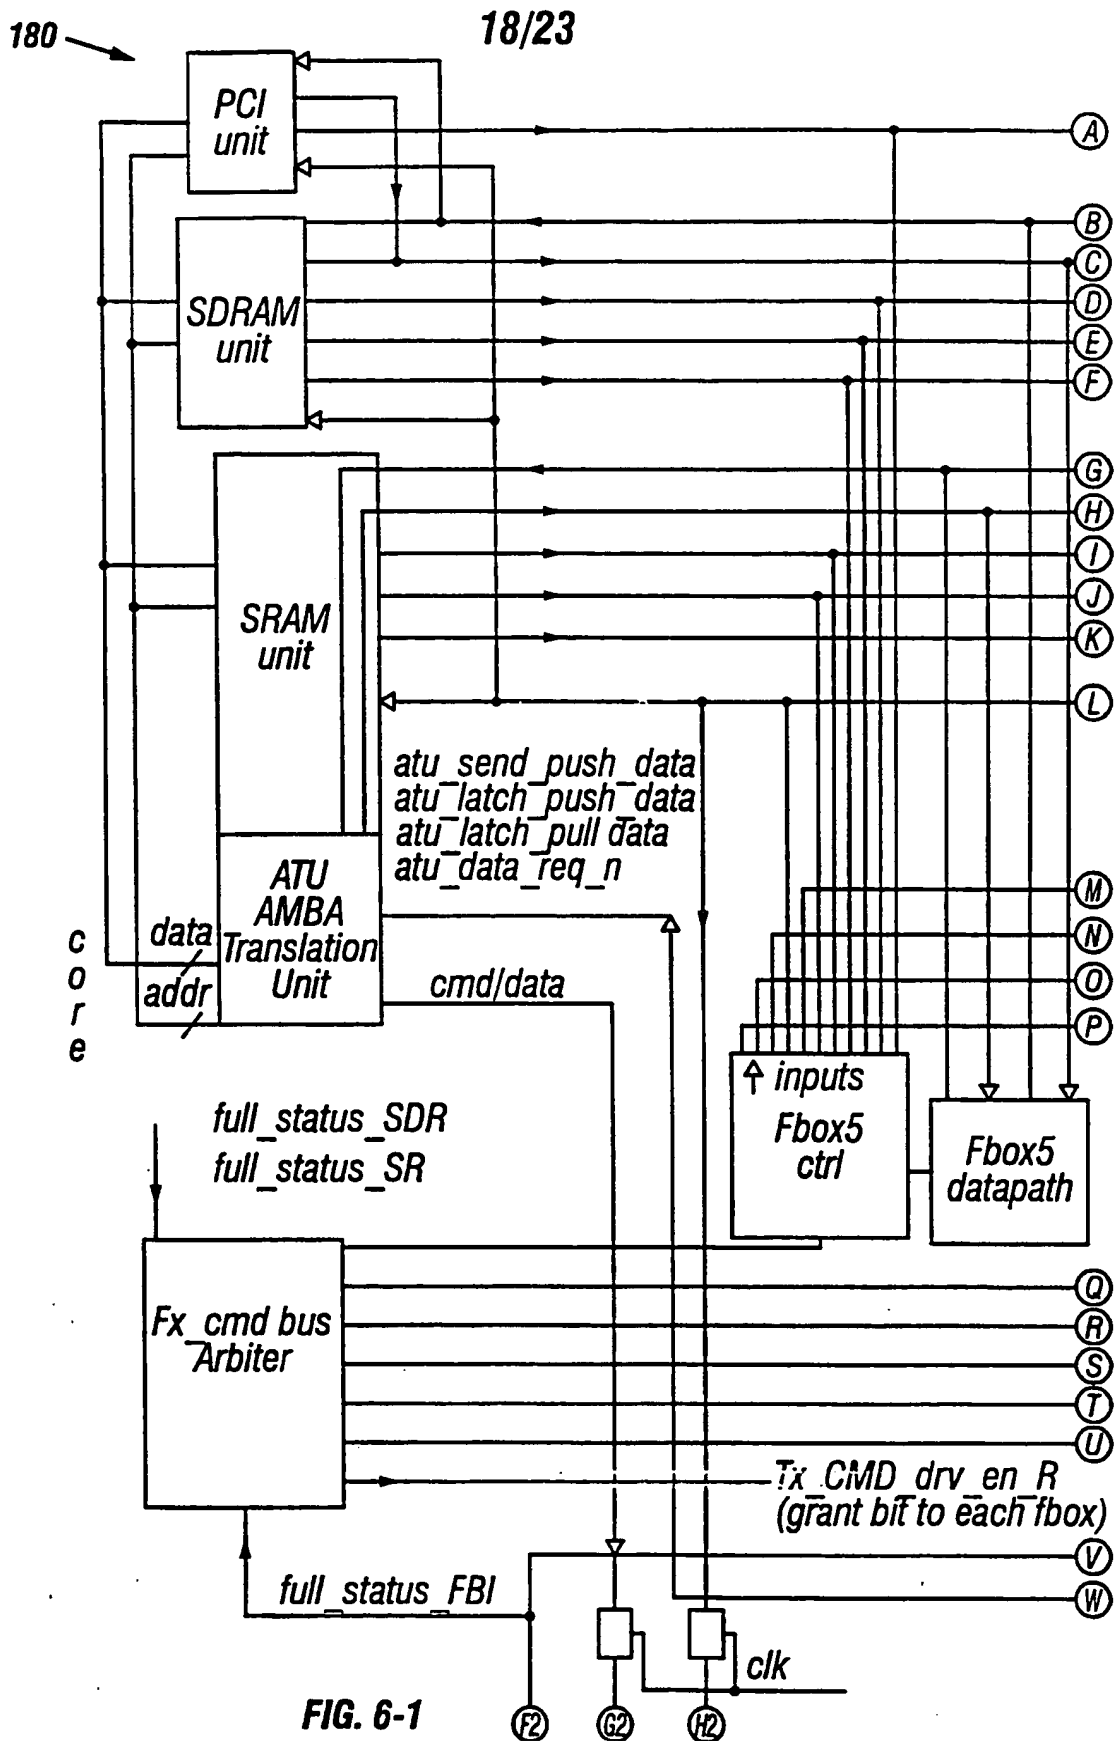 180
18/23
PCI
unit
A
B
C
SDRAM
unit
D
E
F
G
H
I
SRAM
unit
J
K
L
atu_send_push_data
atu_latch_push_data
atu_latch_pull data
atu_data_req_n
ATU
AMBA
Translation
Unit
core
data
addr
cmd/data
M
N
O
P
inputs
Fbox5
ctrl
Fbox5
datapath
full_status_SDR
full_status_SR
Fx_cmd bus
Arbiter
Q
R
S
T
U
Tx_CMD_drv_en_R
(grant bit to each fbox)
V
W
full_status_FBI
clk
FIG. 6-1
F2
G2
H2